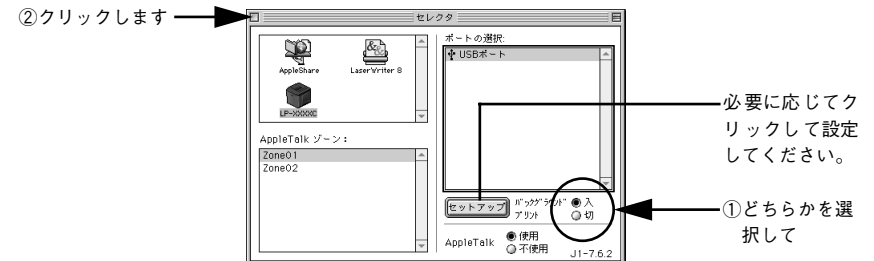 ②クリックします
セレクタ
AppleShare
LaserWriter 8
LP-XXXXC
AppleTalk ゾーン：
Zone01
Zone02
ポートの選択:
USBポート
セットアップ
バックグラウンド
プリント
入
切
AppleTalk
使用
不使用
J1-7.6.2
必要に応じてク
リックして設定
してください。
①どちらかを選
択して